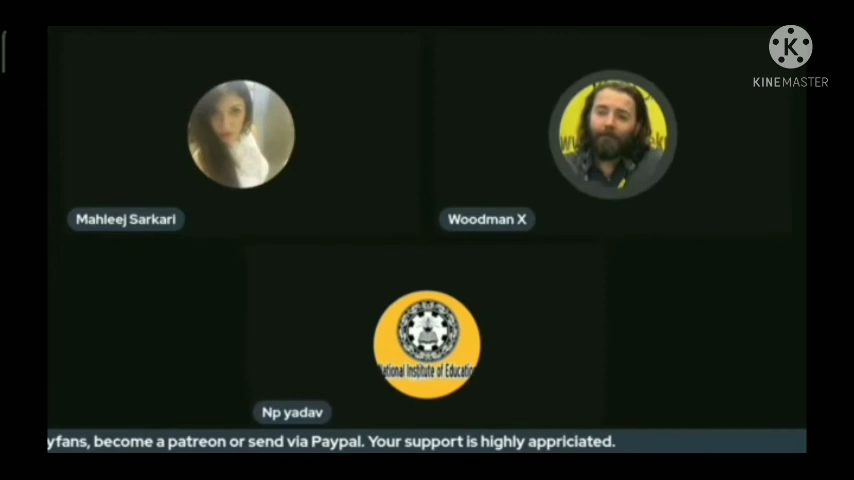 KINEMASTER
Mahleej Sarkari
Woodman X
National Institute of Education
Np yadav
yfans, become a patreon or send via Paypal. Your support is highly appriciated.